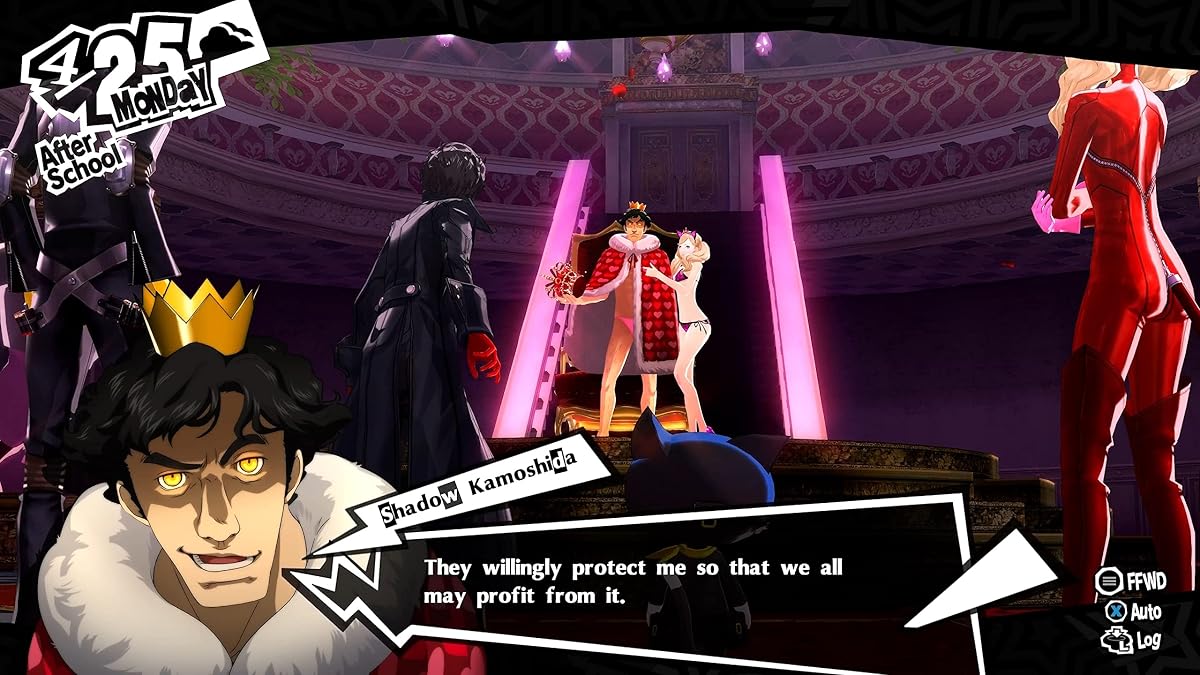 4 25
MONDAY
After
School
Shadow Kamoshida
They willingly protect me so that we all
may profit from it.
FFWD
X Auto
L Log